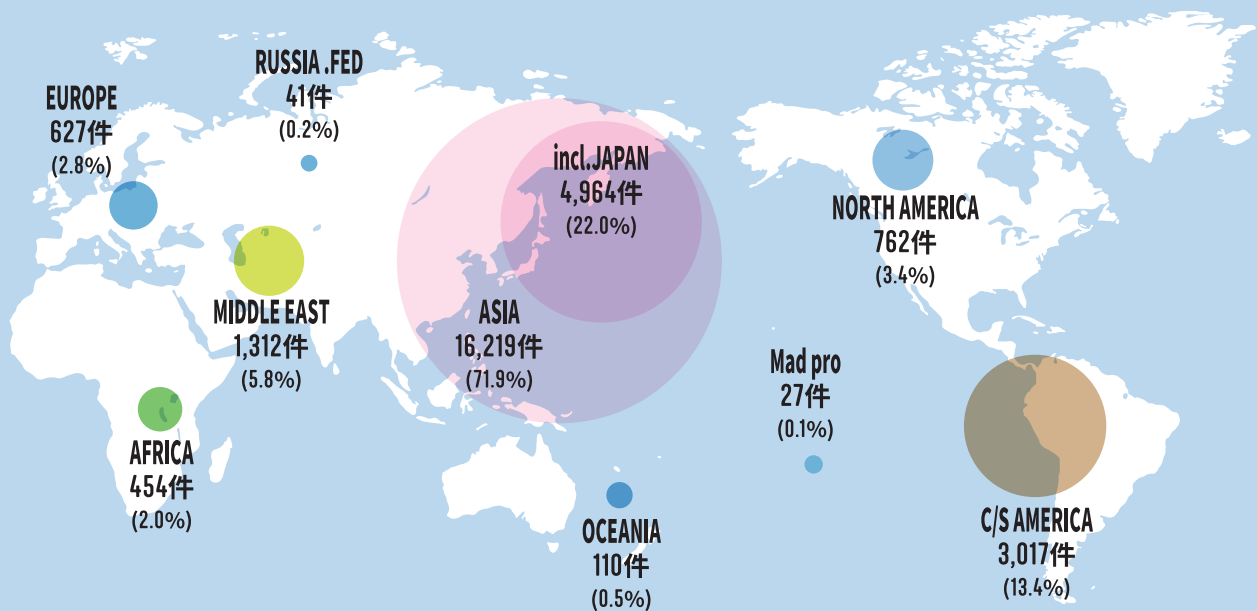 RUSSIA .FED
41件
(0.2%)
EUROPE
627件
(2.8%)
incl.JAPAN
4,964件
(22.0%)
NORTH AMERICA
762件
(3.4%)
MIDDLE EAST
1,312件
(5.8%)
ASIA
16,219件
(71.9%)
Mad pro
27件
(0.1%)
AFRICA
454件
(2.0%)
OCEANIA
110件
(0.5%)
C/S AMERICA
3,017件
(13.4%)